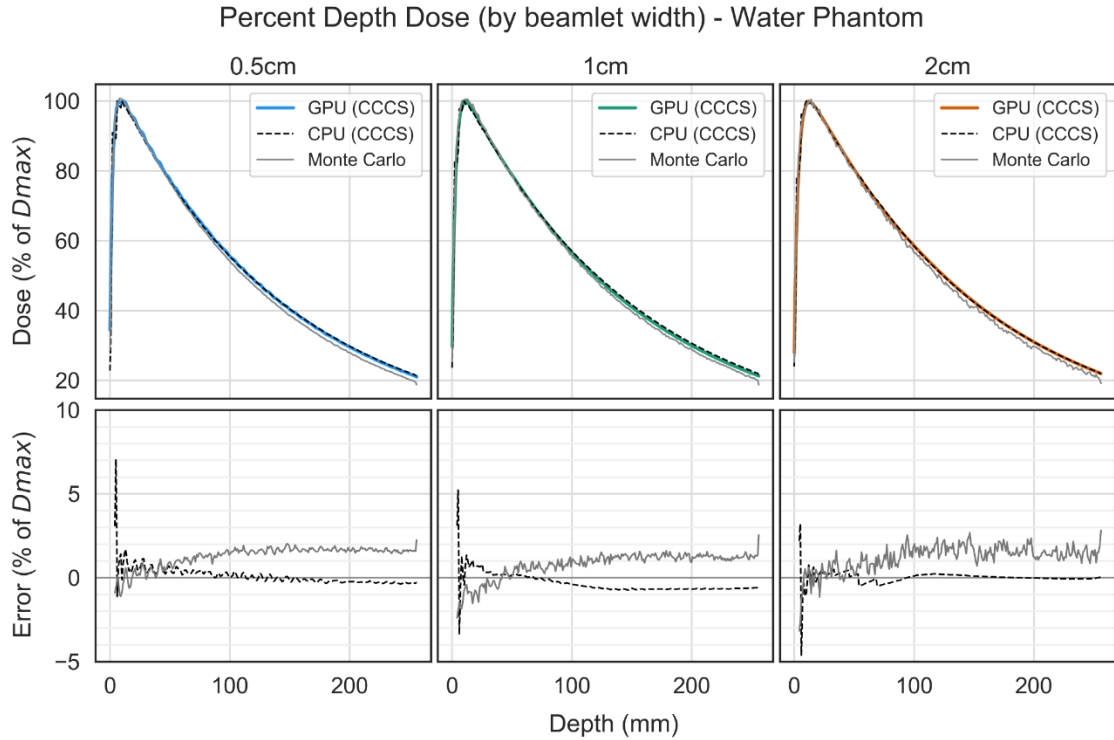 Percent Depth Dose (by beamlet width) - Water Phantom
0.5cm
1cm
2cm
Dose (% of Dmax)
100
80
60
40
20
GPU (CCCS)
CPU (CCCS)
Monte Carlo
GPU (CCCS)
CPU (CCCS)
Monte Carlo
GPU (CCCS)
CPU (CCCS)
Monte Carlo
Error (% of Dmax)
10
5
0
−5
0
100
200
0
100
200
0
100
200
Depth (mm)